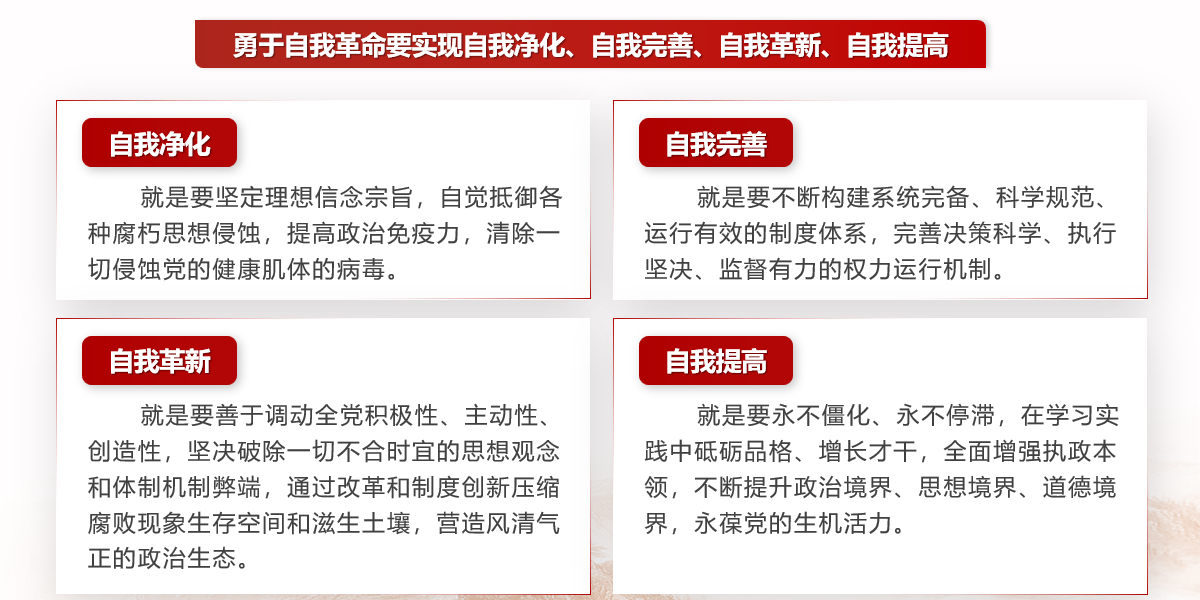 勇于自我革命要实现自我净化、自我完善、自我革新、自我提高
自我净化
就是要坚定理想信念宗旨，自觉抵御各
种腐朽思想侵蚀，提高政治免疫力，清除一
切侵蚀党的健康肌体的病毒。
自我完善
就是要不断构建系统完备、科学规范、
运行有效的制度体系，完善决策科学、执行
坚决、监督有力的权力运行机制。
自我革新
就是要善于调动全党积极性、主动性、
创造性，坚决破除一切不合时宜的思想观念
和体制机制弊端，通过改革和制度创新压缩
腐败现象生存空间和滋生土壤，营造风清气
正的政治生态。
自我提高
就是要永不僵化、永不停滞，在学习实
践中砥砺品格、增长才干，全面增强执政本
领，不断提升政治境界、思想境界、道德境
界，永葆党的生机活力。